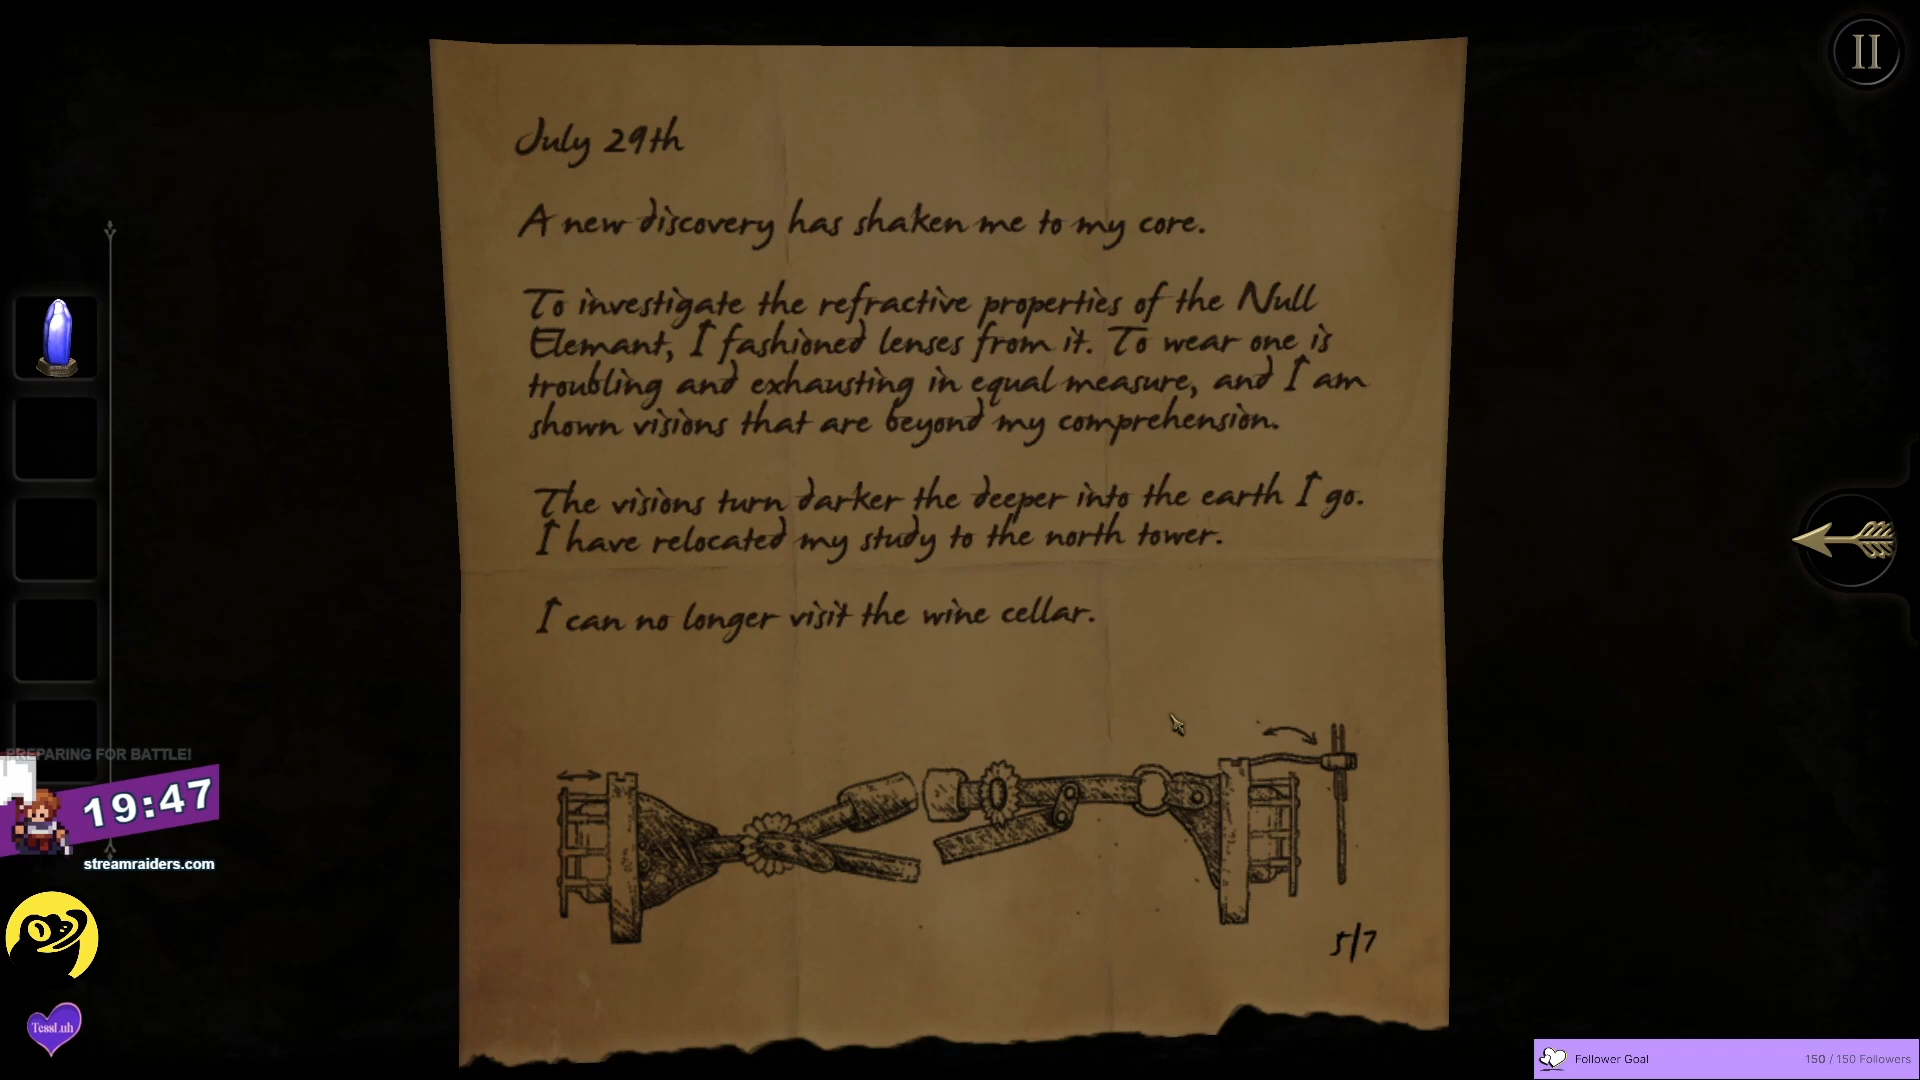 July 29th
A new discovery has shaken me to my core.
To investigate the refractive properties of the Null
Elemant, I fashioned lenses from it. To wear one is
troubling and exhausting in equal measure, and I am
shown visions that are beyond my comprehension.
The visions turn darker the deeper into the earth I go.
I have relocated my study to the north tower.
I can no longer visit the wine cellar.
5/7
PREPARING FOR BATTLE!
19:47
streamraiders.com
TessLuh
Follower Goal
150 / 150 Followers